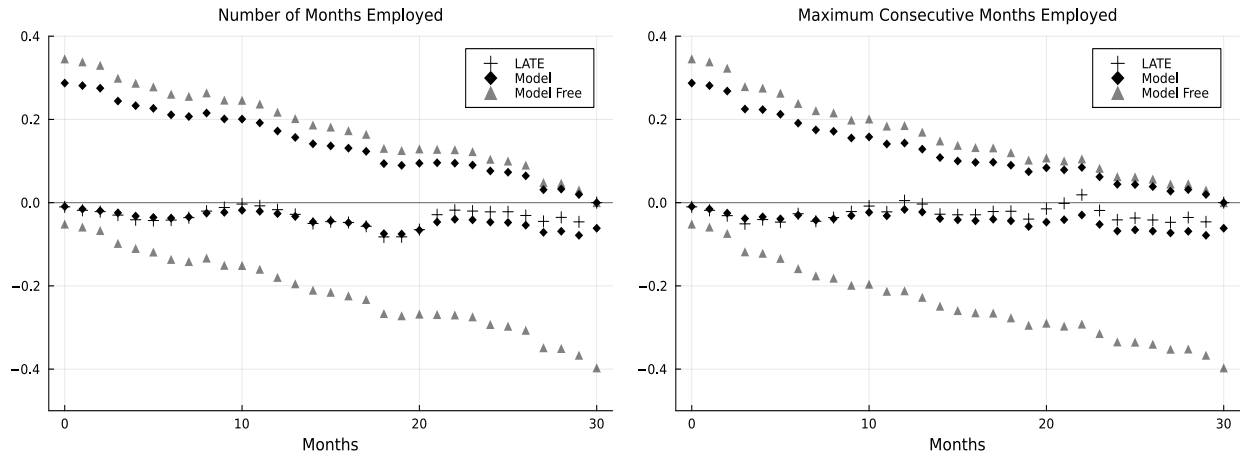 Number of Months Employed
0.4
0.2
0.0
−0.2
−0.4
LATE
Model
Model Free
0
10
20
30
Months
Maximum Consecutive Months Employed
0.4
0.2
0.0
−0.2
−0.4
LATE
Model
Model Free
0
10
20
30
Months